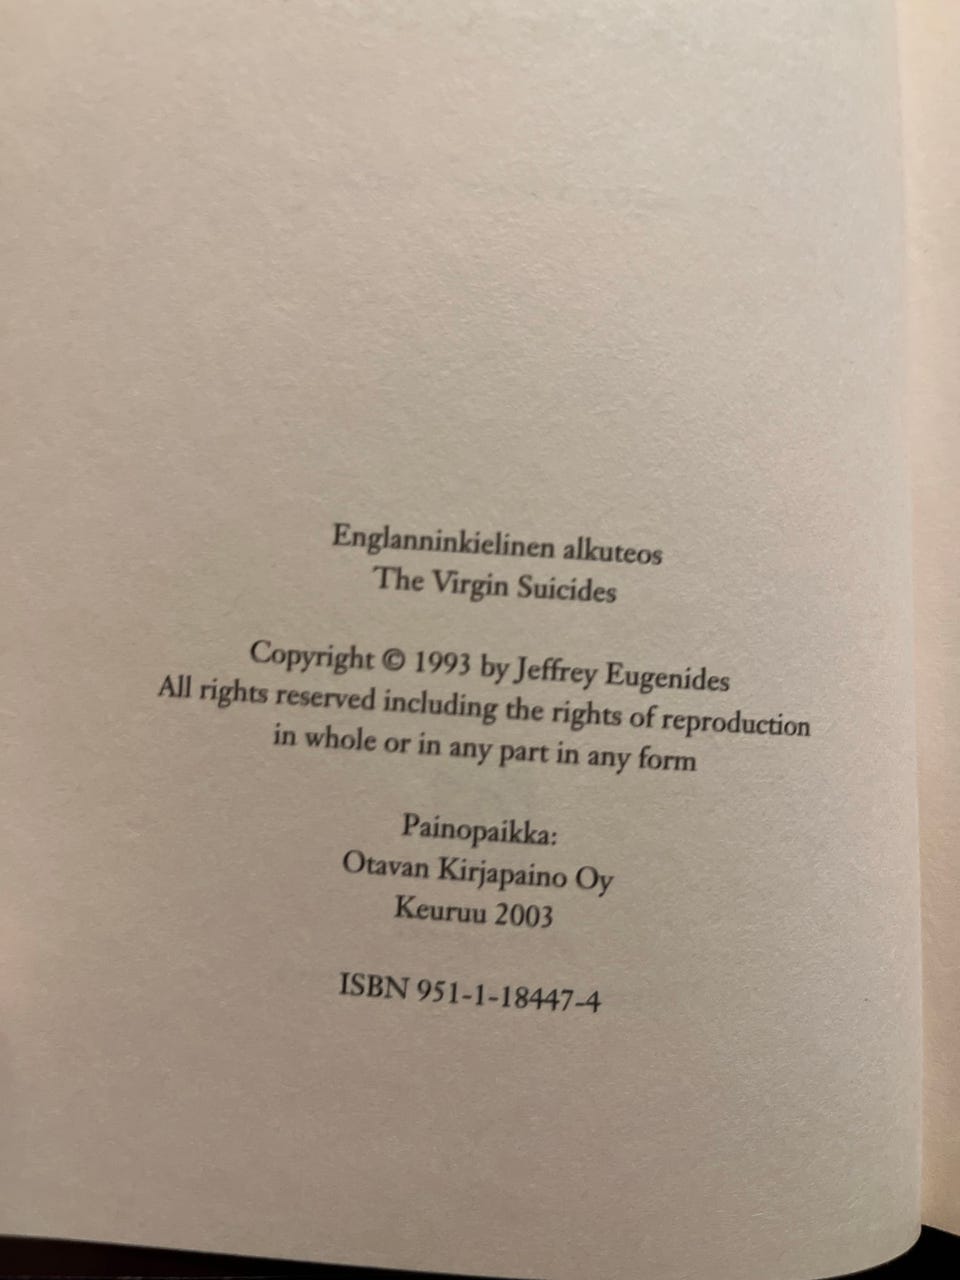 Englanninkielinen alkuteos
The Virgin Suicides
Copyright © 1993 by Jeffrey Eugenides
All rights reserved including the rights of reproduction
in whole or in any part in any form
Painopaikka:
Otavan Kirjapaino Oy
Keuruu 2003
ISBN 951-1-18447-4